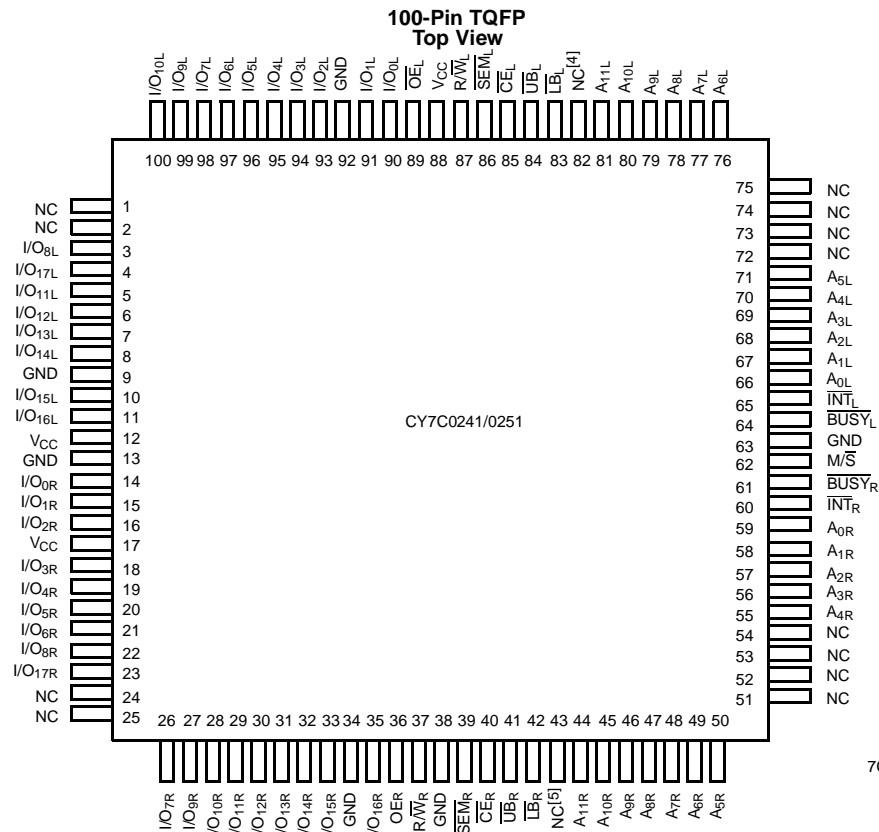 100-Pin TQFP
Top View
I/O10L I/O9L I/O7L I/O6L I/O5L I/O4L I/O3L I/O2L GND I/O1L I/O0L OEL VCC R/WL SEML CEL UBL LBL NC[4] A11L A10L A9L A8L A7L A6L
100 99 98 97 96 95 94 93 92 91 90 89 88 87 86 85 84 83 82 81 80 79 78 77 76
NC 1
NC 2
I/O8L 3
I/O17L 4
I/O11L 5
I/O12L 6
I/O13L 7
I/O14L 8
GND 9
I/O15L 10
I/O16L 11
VCC 12
GND 13
I/O0R 14
I/O1R 15
I/O2R 16
VCC 17
I/O3R 18
I/O4R 19
I/O5R 20
I/O6R 21
I/O8R 22
I/O17R 23
NC 24
NC 25
CY7C0241/0251
75 NC
74 NC
73 NC
72 NC
71 A5L
70 A4L
69 A3L
68 A2L
67 A1L
66 A0L
65 INTL
64 BUSYL
63 GND
62 M/S
61 BUSYR
60 INTR
59 A0R
58 A1R
57 A2R
56 A3R
55 A4R
54 NC
53 NC
52 NC
51 NC
26 27 28 29 30 31 32 33 34 35 36 37 38 39 40 41 42 43 44 45 46 47 48 49 50
I/O7R I/O9R I/O10R I/O11R I/O12R I/O13R I/O14R I/O15R GND I/O16R OER R/WR GND SEMR CER UBR LBR NC[5] A11R A10R A9R A8R A7R A6R A5R